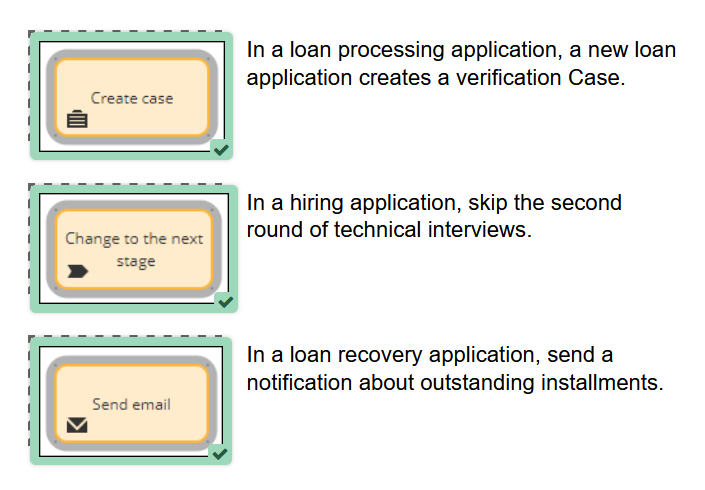 Create case
In a loan processing application, a new loan
application creates a verification Case.
Change to the next
stage
In a hiring application, skip the second
round of technical interviews.
Send email
In a loan recovery application, send a
notification about outstanding installments.